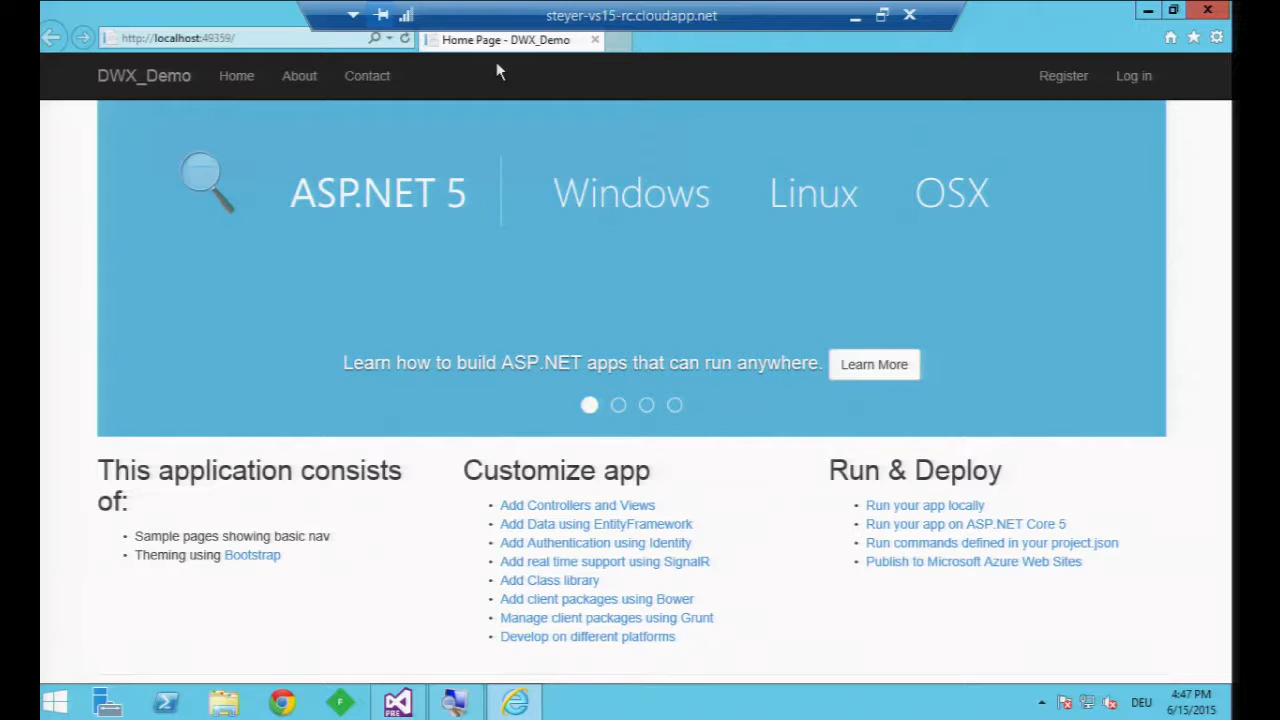 steyer-vs15-rc.cloudapp.net
http://localhost:49359/
Home Page - DWX_Demo
DWX_Demo Home About Contact Register Log in
ASP.NET 5 Windows Linux OSX
Learn how to build ASP.NET apps that can run anywhere. Learn More
This application consists of:
Sample pages showing basic nav
Theming using Bootstrap
Customize app
Add Controllers and Views
Add Data using EntityFramework
Add Authentication using Identity
Add real time support using SignalR
Add Class library
Add client packages using Bower
Manage client packages using Grunt
Develop on different platforms
Run & Deploy
Run your app locally
Run your app on ASP.NET Core 5
Run commands defined in your project.json
Publish to Microsoft Azure Web Sites
F
PRE
DEU
4:47 PM
6/15/2015